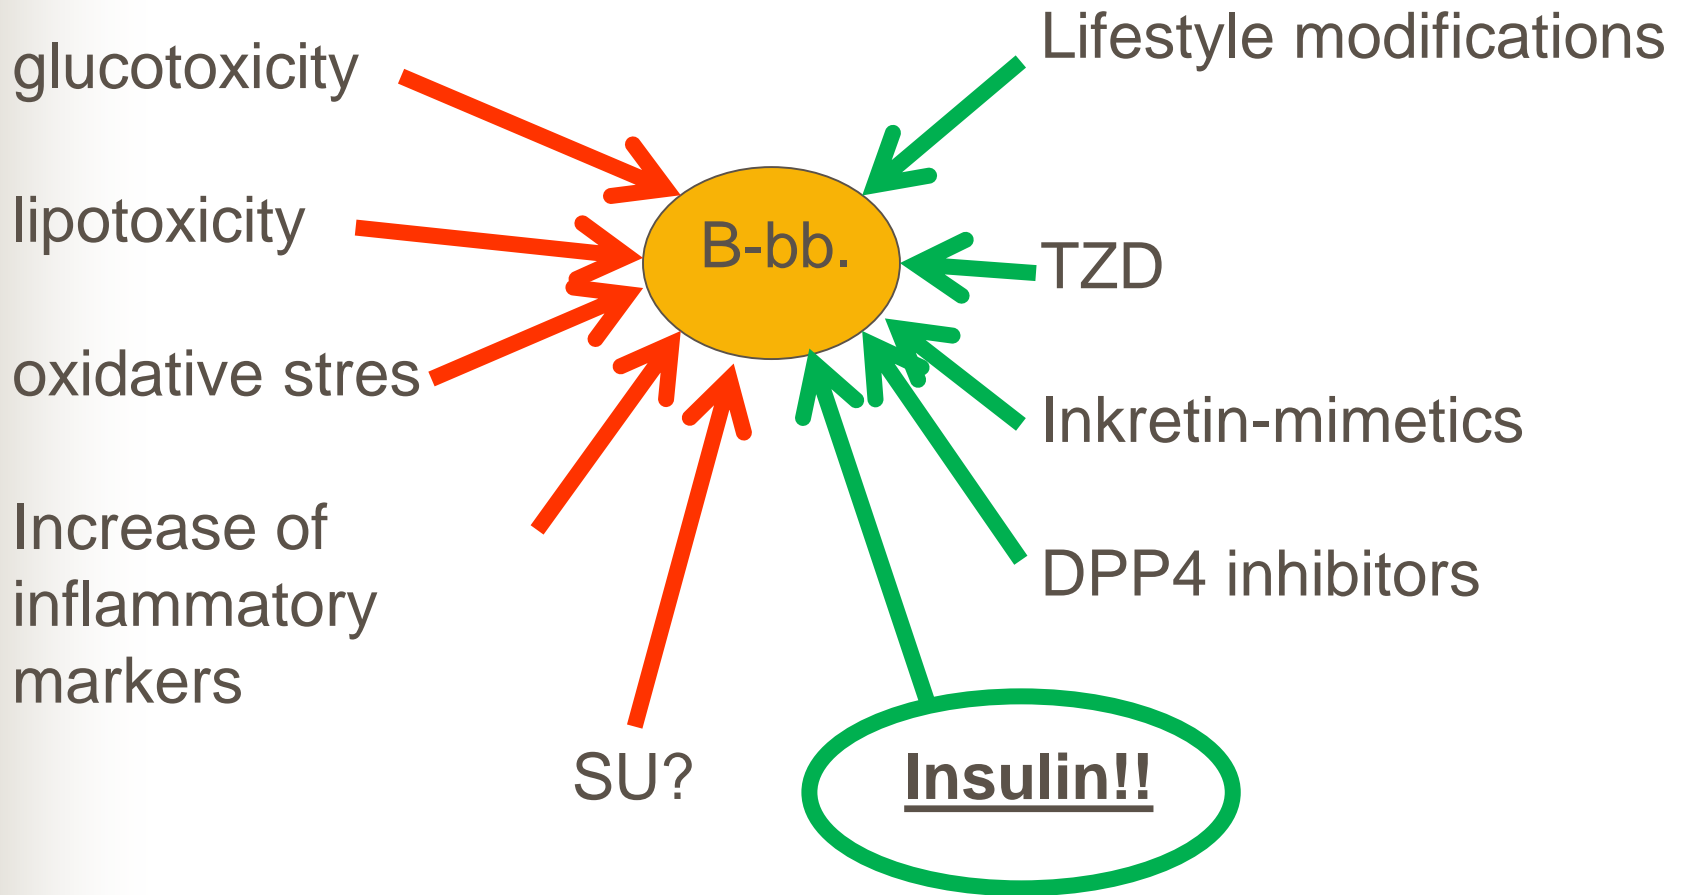 glucotoxicity
lipotoxicity
oxidative stres
Increase of
inflammatory
markers
SU?
B-bb.
Lifestyle modifications
TZD
Inkretin-mimetics
DPP4 inhibitors
Insulin!!